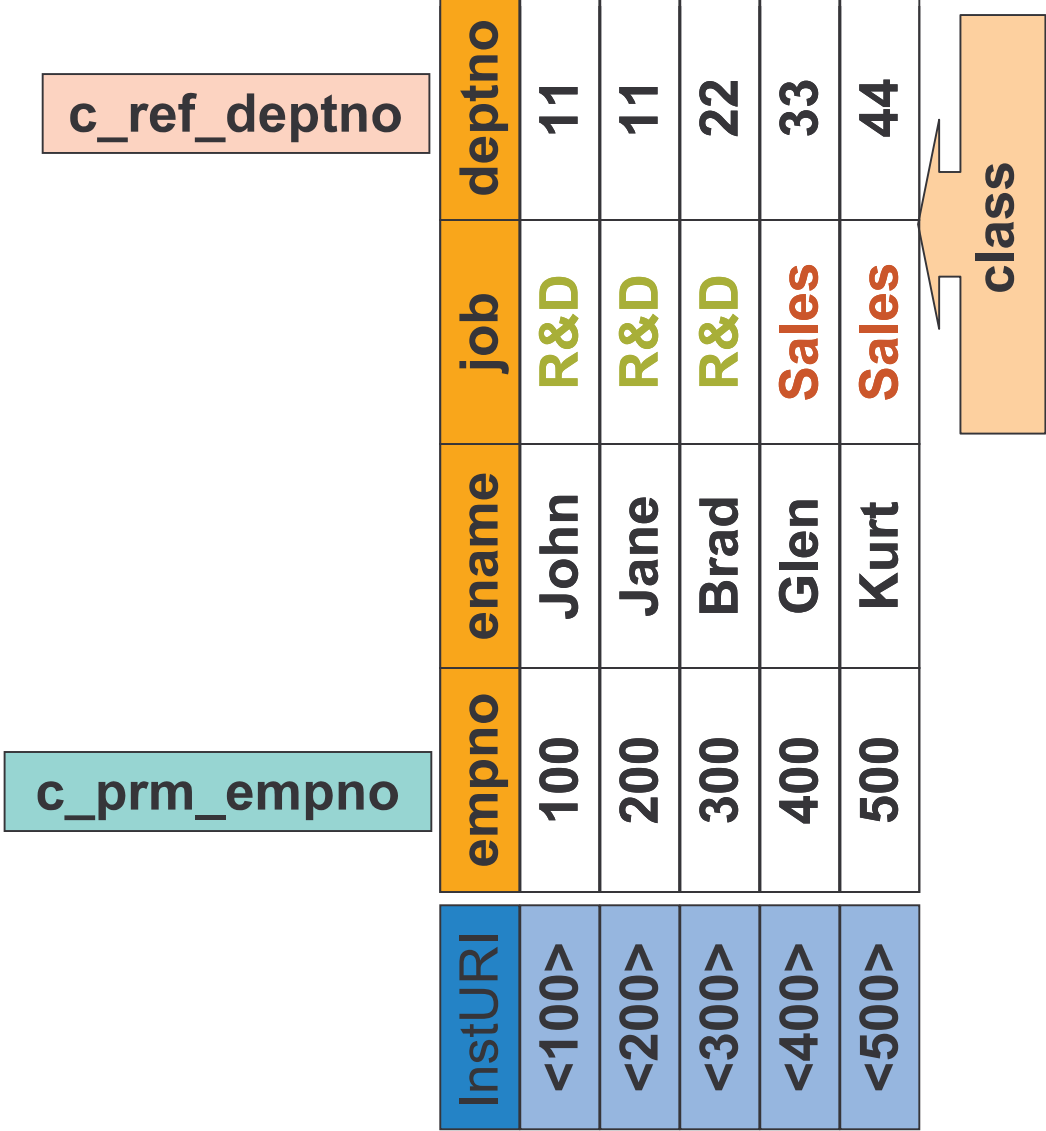 c_ref_deptno
c_prm_empno
InstURI empno ename job deptno
<100> 100 John R&D 11
<200> 200 Jane R&D 11
<300> 300 Brad R&D 22
<400> 400 Glen Sales 33
<500> 500 Kurt Sales 44
class